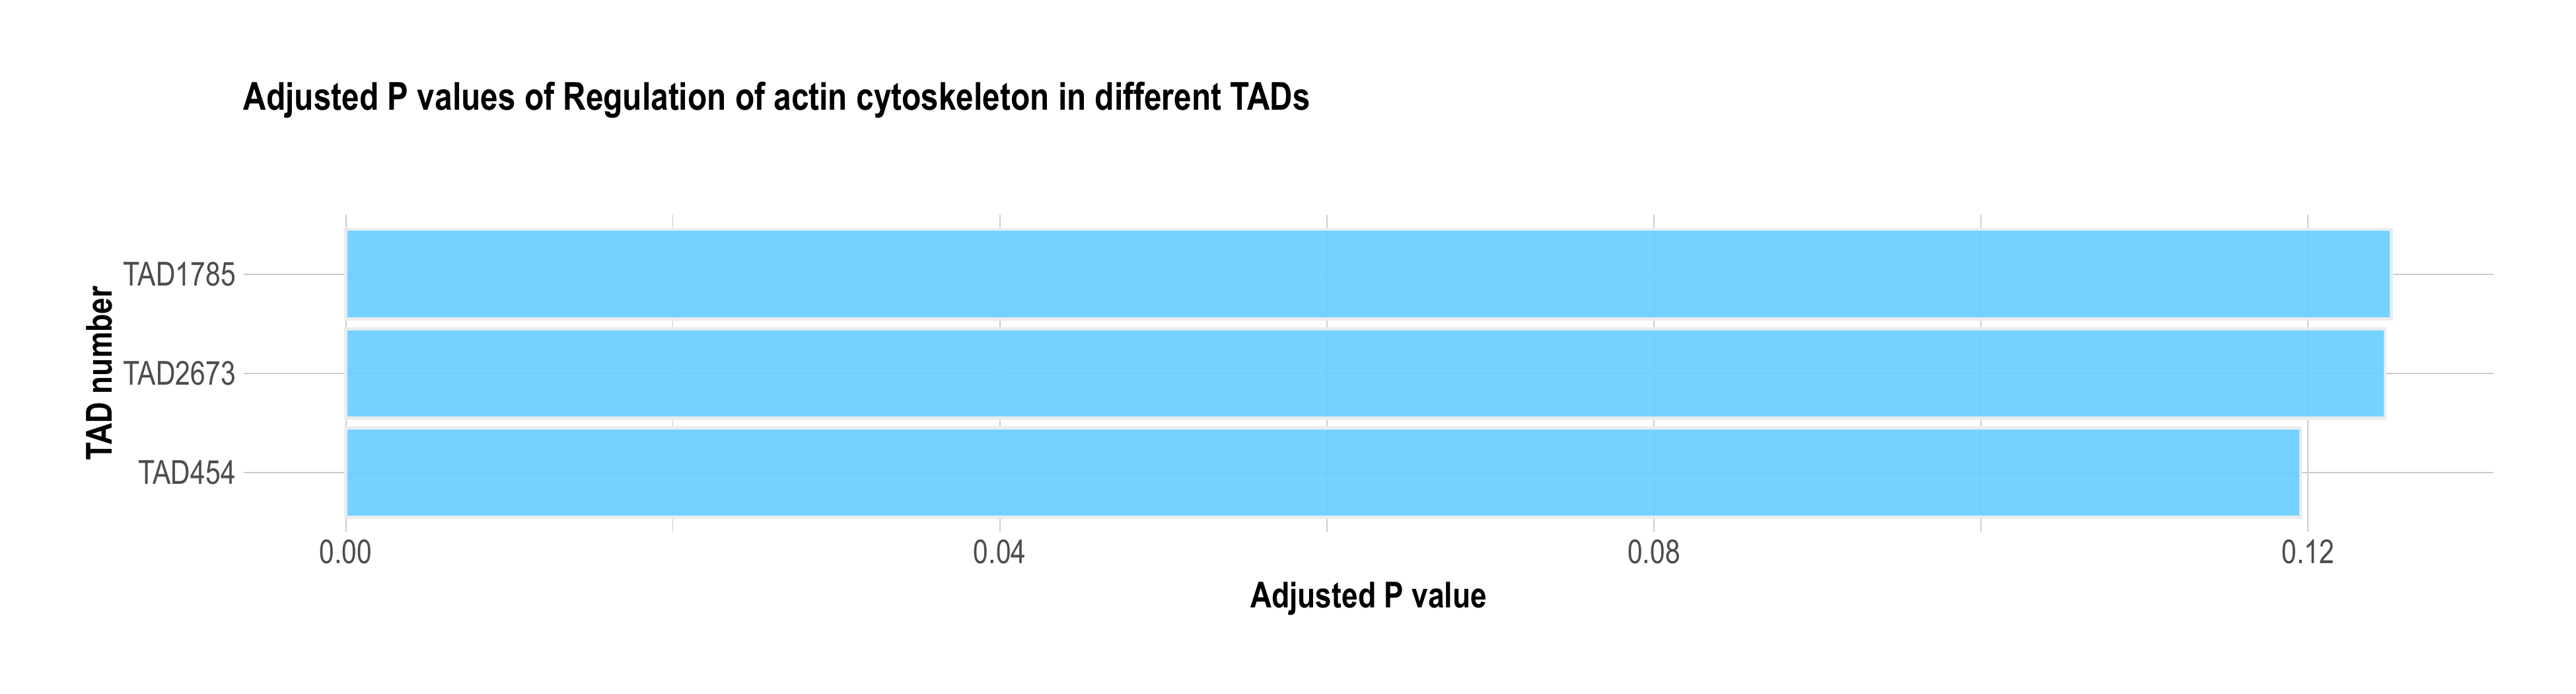 Adjusted P values of Regulation of actin cytoskeleton in different TADs
TAD number
TAD1785
TAD2673
TAD454
0.00
0.04
0.08
0.12
Adjusted P value